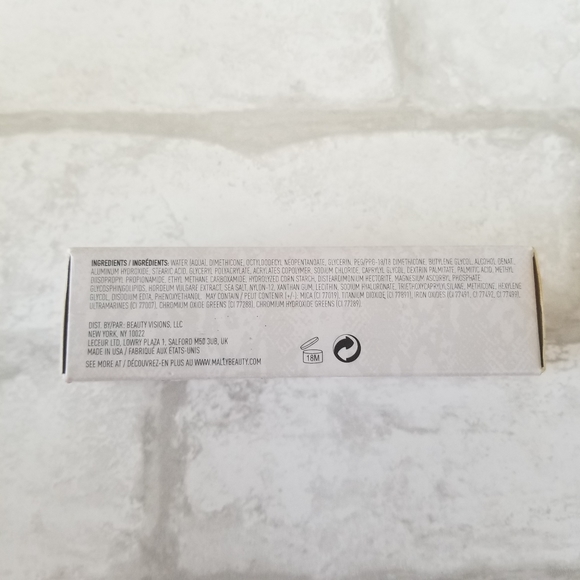 INGREDIENTS / INGRÉDIENTS: WATER (AQUA), DIMETHICONE, OCTYLDODECYL NEOPENTANOATE, GLYCERIN, PEG/PPG-18/18 DIMETHICONE, BUTYLENE GLYCOL, ALCOHOL DENAT.,
ALUMINUM HYDROXIDE, STEARIC ACID, GLYCERYL POLYACRYLATE, ACRYLATES COPOLYMER, SODIUM CHLORIDE, CAPRYLYL GLYCOL, DEXTRIN PALMITATE, PALMITIC ACID, METHYL
DIISOPROPYL PROPIONAMIDE, ETHYL METHANE CARBOXAMIDE, HYDROLYZED CORN STARCH, DISTEARDIMONIUM HECTORITE, MAGNESIUM ASCORBYL PHOSPHATE,
GLYCOSPHINGOLIPIDS, HORDEUM VULGARE EXTRACT, SEA SALT, NYLON-12, XANTHAN GUM, LECITHIN, SODIUM HYALURONATE, TRIETHOXYCAPRYLYLSILANE, METHICONE, HEXYLENE
GLYCOL, DISODIUM EDTA, PHENOXYETHANOL. MAY CONTAIN / PEUT CONTENIR (+/-): MICA (CI 77019), TITANIUM DIOXIDE (CI 77891), IRON OXIDES (CI 77491, CI 77492, CI 77499),
ULTRAMARINES (CI 77007), CHROMIUM OXIDE GREENS (CI 77288), CHROMIUM HYDROXIDE GREENS (CI 77289)
DIST. BY/PAR: BEAUTY VISIONS, LLC
NEW YORK, NY 10022
LECEUR LTD, LOWRY PLAZA 1, SALFORD M50 3UB, UK
MADE IN USA / FABRIQUÉ AUX ÉTATS-UNIS
SEE MORE AT / DÉCOUVREZ-EN PLUS AU WWW.MALLYBEAUTY.COM
18M